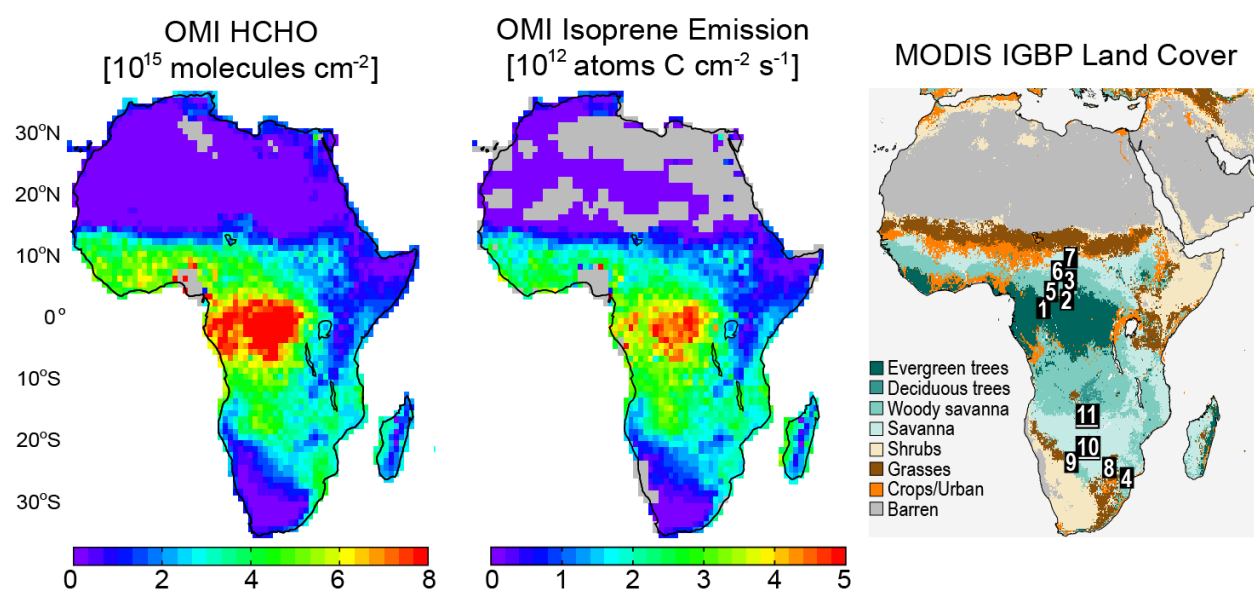 OMI HCHO
[10¹⁵ molecules cm⁻²]
OMI Isoprene Emission
[10¹² atoms C cm⁻² s⁻¹]
MODIS IGBP Land Cover
30°N
20°N
10°N
0°
10°S
20°S
30°S
7
6
3
5
2
1
11
10
9
8
4
Evergreen trees
Deciduous trees
Woody savanna
Savanna
Shrubs
Grasses
Crops/Urban
Barren
0 2 4 6 8
0 1 2 3 4 5